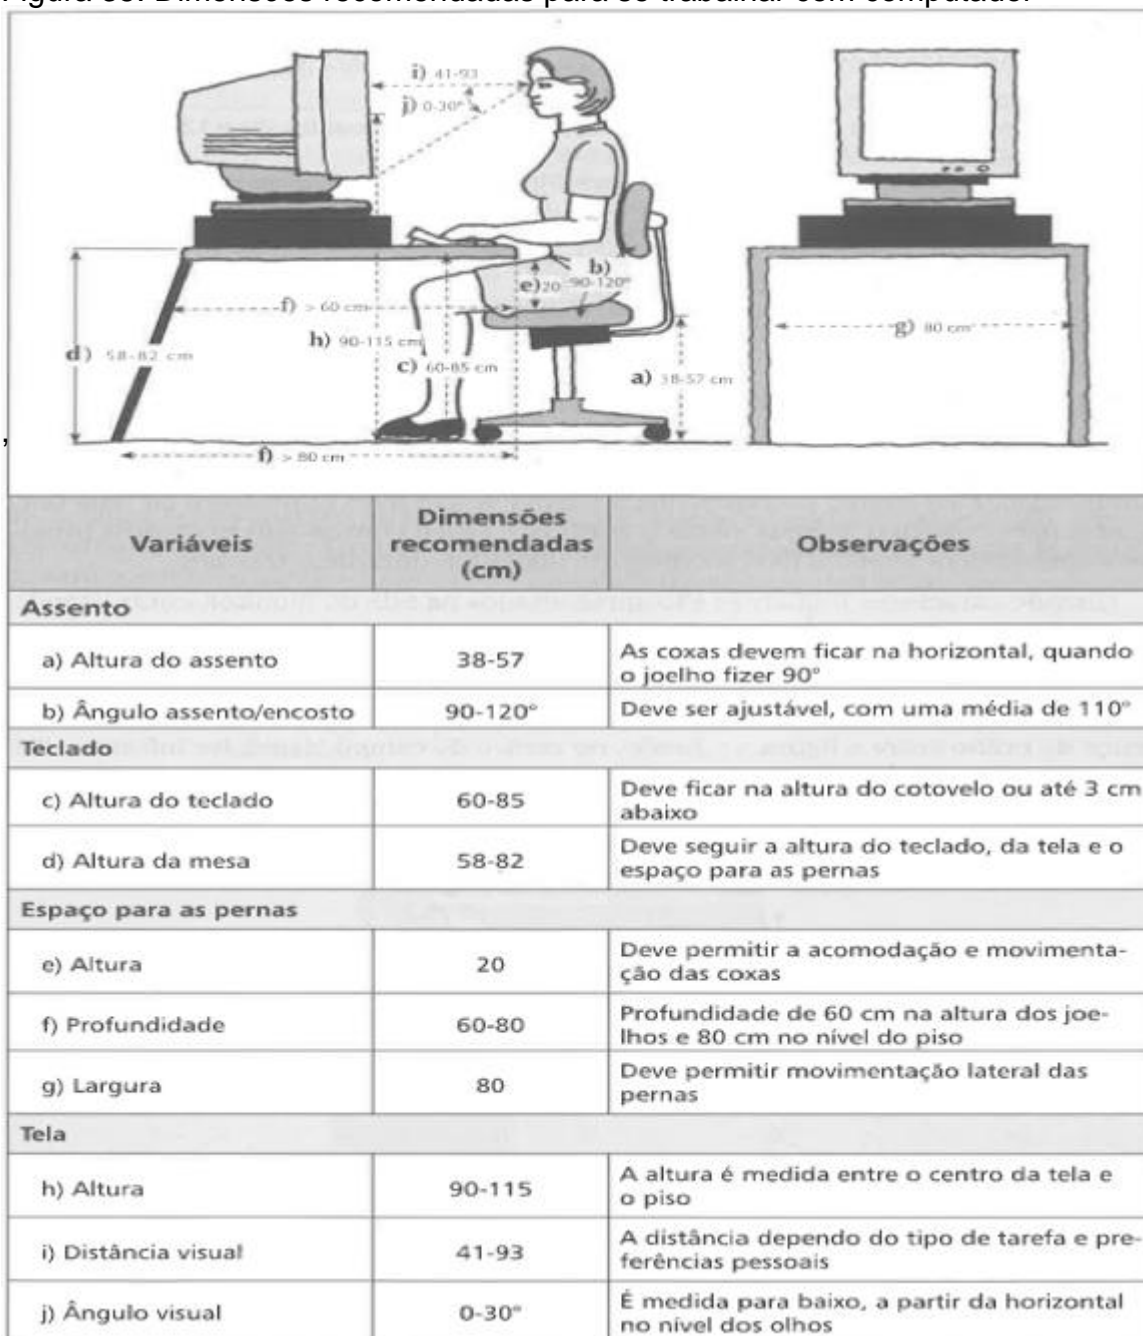 Figura 33: Dimensões recomendadas para se trabalhar com computador
i) 41-93
j) 0-30°
b)
e) 20 90-120°
f) > 60 cm
g) 80 cm
h) 90-115 cm
d) 58-82 cm
c) 60-85 cm
a) 38-57 cm
,
f) > 80 cm
Variáveis
Dimensões
recomendadas
(cm)
Observações
Assento
a) Altura do assento
38-57
As coxas devem ficar na horizontal, quando
o joelho fizer 90°
b) Ângulo assento/encosto
90-120°
Deve ser ajustável, com uma média de 110°
Teclado
c) Altura do teclado
60-85
Deve ficar na altura do cotovelo ou até 3 cm
abaixo
d) Altura da mesa
58-82
Deve seguir a altura do teclado, da tela e o
espaço para as pernas
Espaço para as pernas
e) Altura
20
Deve permitir a acomodação e movimenta-
ção das coxas
f) Profundidade
60-80
Profundidade de 60 cm na altura dos joe-
lhos e 80 cm no nível do piso
g) Largura
80
Deve permitir movimentação lateral das
pernas
Tela
h) Altura
90-115
A altura é medida entre o centro da tela e
o piso
i) Distância visual
41-93
A distância dependo do tipo de tarefa e pre-
ferências pessoais
j) Ângulo visual
0-30°
É medida para baixo, a partir da horizontal
no nível dos olhos